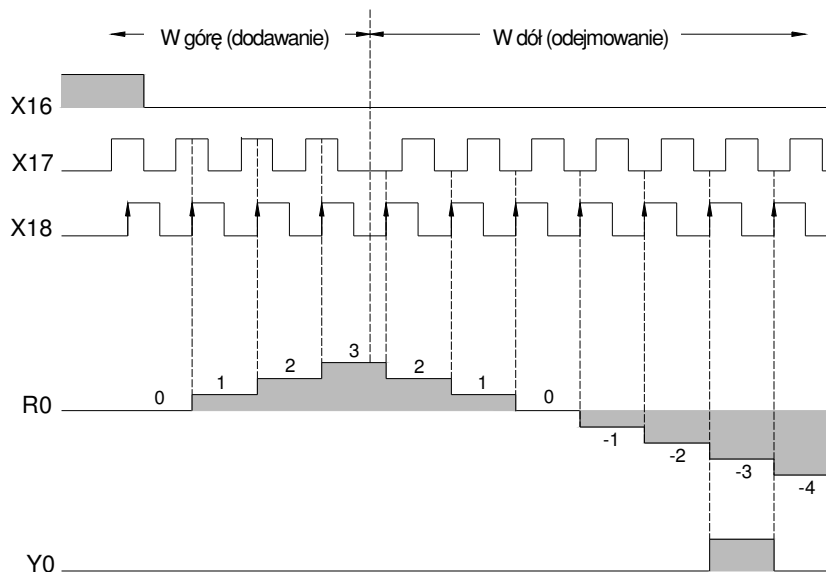 W górę (dodawanie) W dół (odejmowanie)
X16
X17
X18
3
2 2
1 1
0 0
R0
-1
-2
-3
-4
Y0